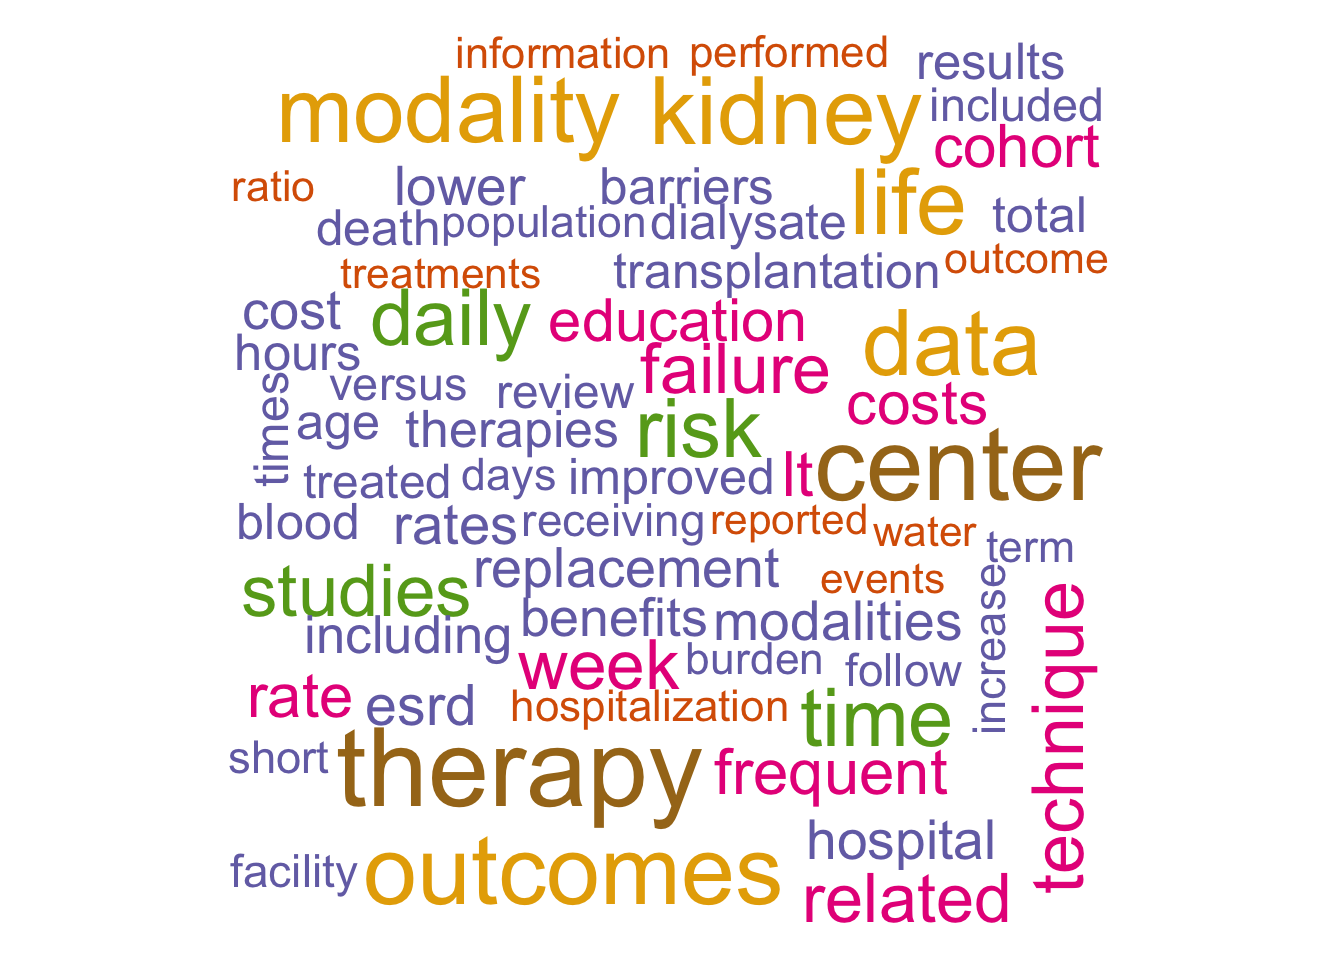 information performed results
modality kidney included
cohort
ratio lower barriers life total
death population dialysate
treatments transplantation outcome
cost daily education data
hours failure
times versus review costs
age therapies risk center
treated days improved lt
blood rates receiving reported water term
studies replacement events increase technique
including benefits modalities
week burden follow
rate esrd hospitalization time
short therapy frequent
hospital
facility outcomes related